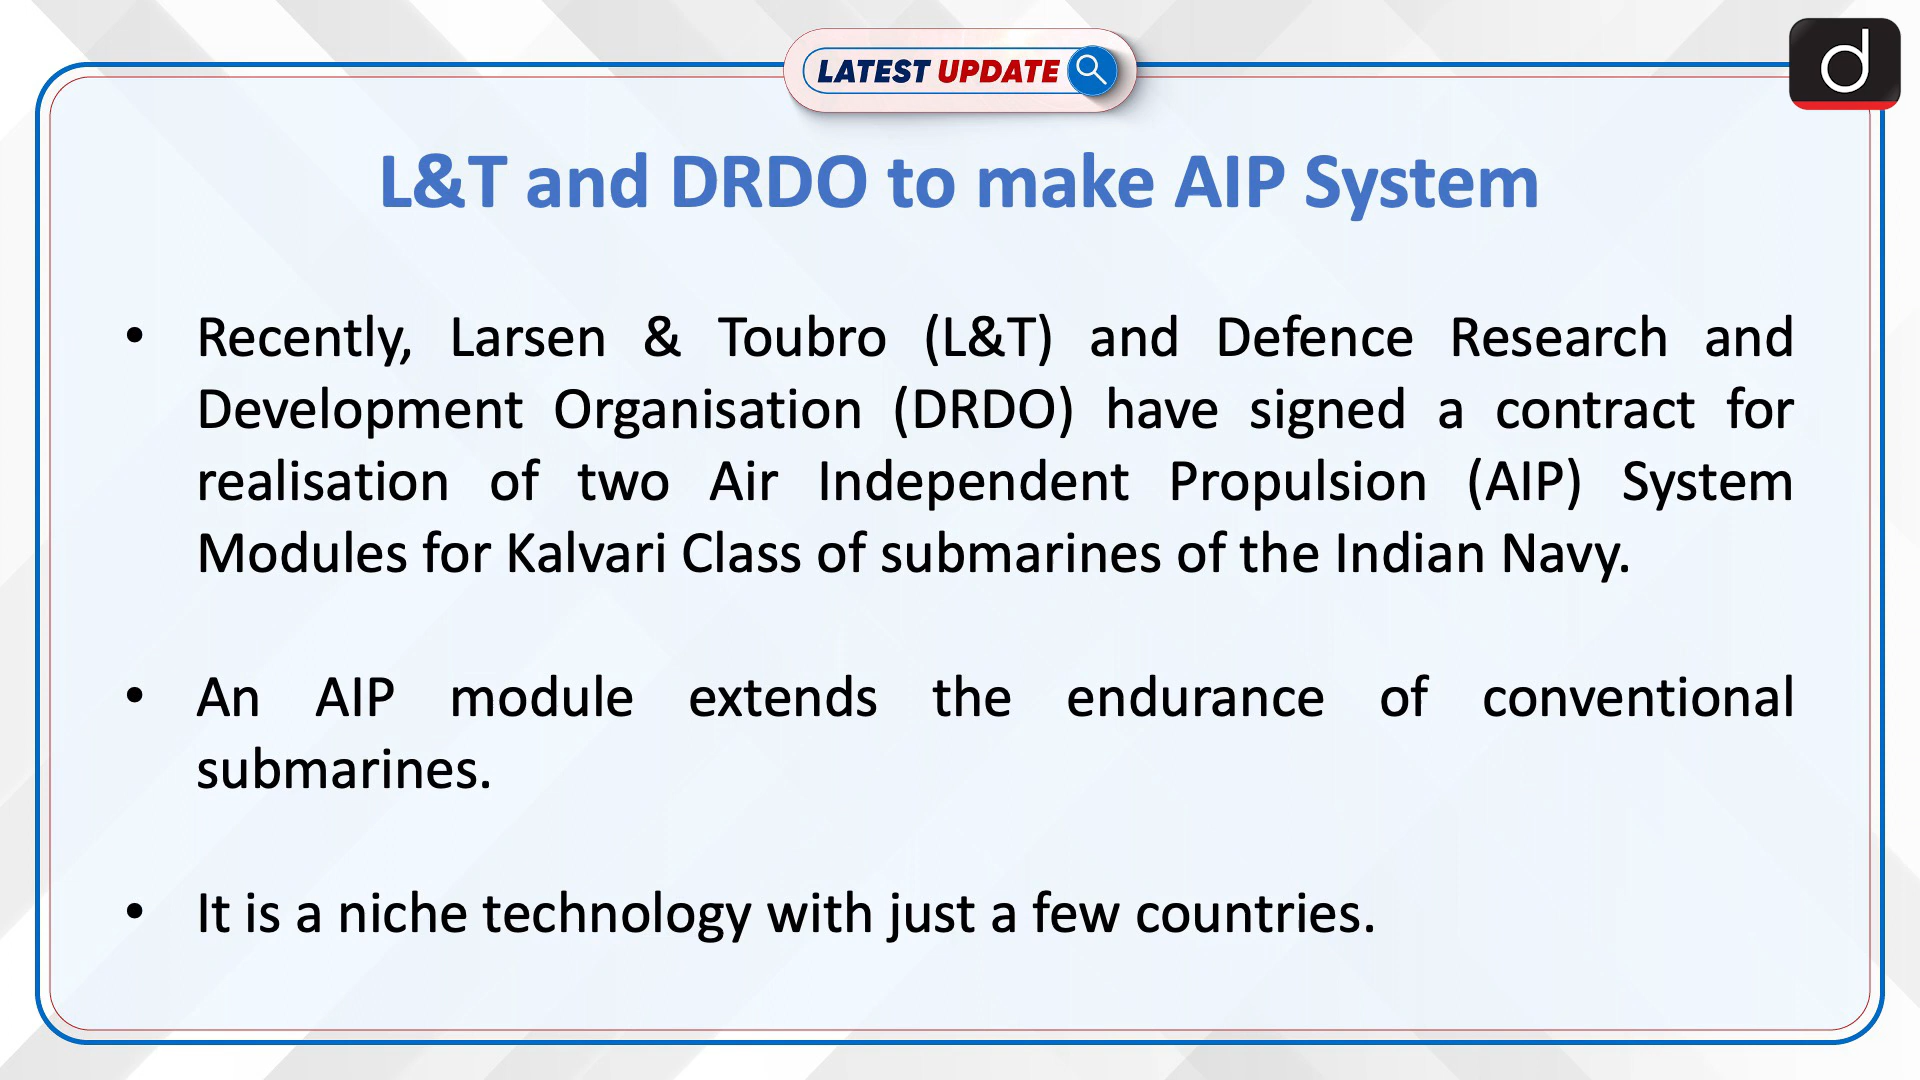 LATEST UPDATE
d
L&T and DRDO to make AIP System
• Recently, Larsen & Toubro (L&T) and Defence Research and
Development Organisation (DRDO) have signed a contract for
realisation of two Air Independent Propulsion (AIP) System
Modules for Kalvari Class of submarines of the Indian Navy.
• An AIP module extends the endurance of conventional
submarines.
• It is a niche technology with just a few countries.